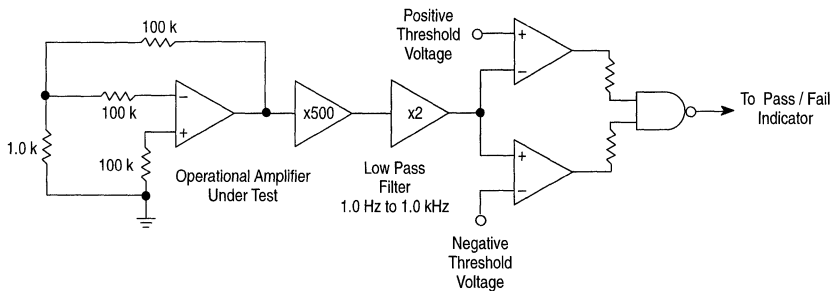 100 k
100 k
1.0 k
100 k
−
+
Operational Amplifier
Under Test
x500
x2
Low Pass
Filter
1.0 Hz to 1.0 kHz
Positive
Threshold
Voltage
+
−
+
−
Negative
Threshold
Voltage
To Pass / Fail
Indicator